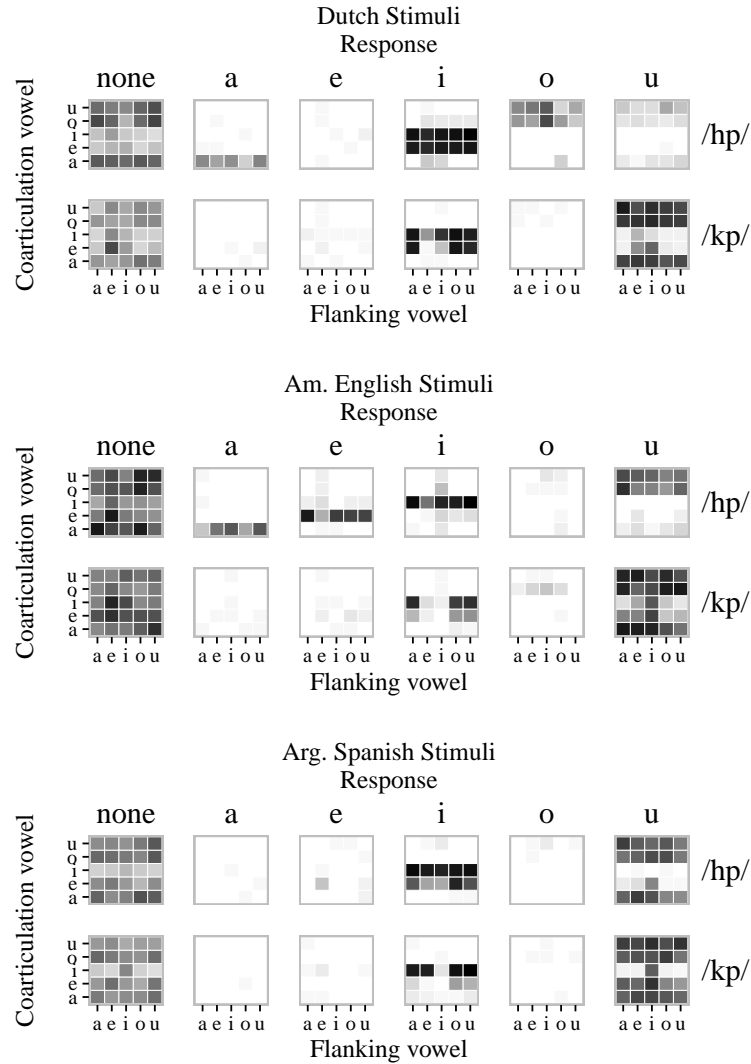 Dutch Stimuli
Response
none a e i o u
Coarticulation vowel
u
o
i
e
a
/hp/
u
o
i
e
a
/kp/
a e i o u a e i o u a e i o u a e i o u a e i o u a e i o u
Flanking vowel
Am. English Stimuli
Response
none a e i o u
Coarticulation vowel
u
o
i
e
a
/hp/
u
o
i
e
a
/kp/
a e i o u a e i o u a e i o u a e i o u a e i o u a e i o u
Flanking vowel
Arg. Spanish Stimuli
Response
none a e i o u
Coarticulation vowel
u
o
i
e
a
/hp/
u
o
i
e
a
/kp/
a e i o u a e i o u a e i o u a e i o u a e i o u a e i o u
Flanking vowel